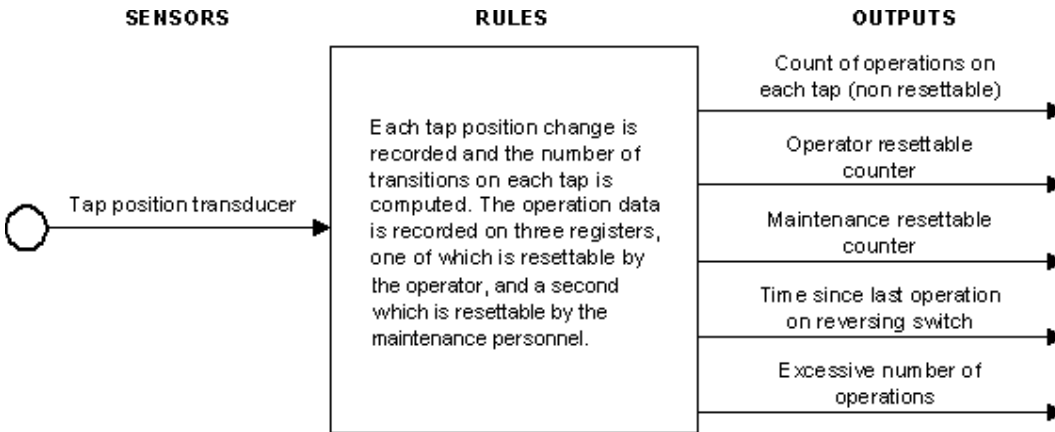 SENSORS
RULES
OUTPUTS
Tap position transducer
Each tap position change is
recorded and the number of
transitions on each tap is
computed. The operation data
is recorded on three registers,
one of which is resettable by
the operator, and a second
which is resettable by the
maintenance personnel.
Count of operations on
each tap (non resettable)
Operator resettable
counter
Maintenance resettable
counter
Time since last operation
on reversing switch
Excessive number of
operations